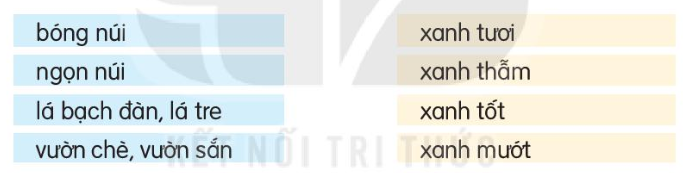 bóng núi
xanh tươi
ngọn núi
xanh thẫm
lá bạch đàn, lá tre
xanh tốt
vườn chè, vườn sắn
xanh mướt
KẾT NỐI TRI THỨC